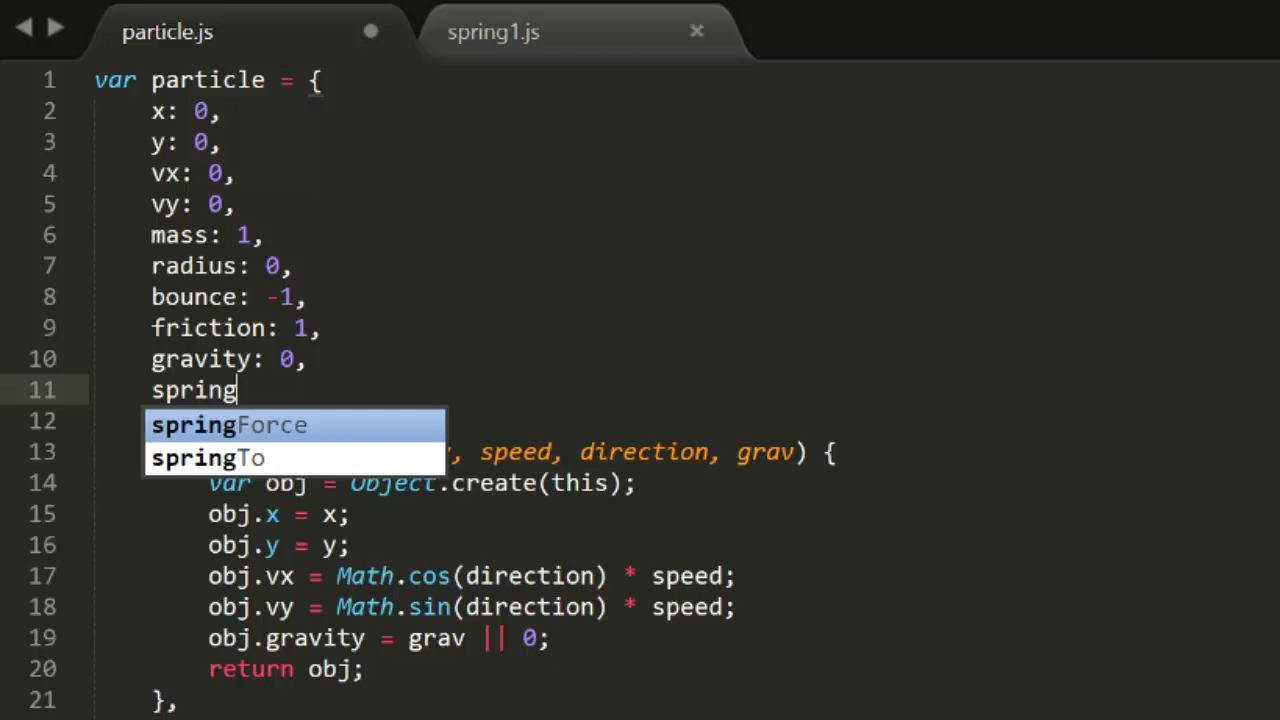 particle.js spring1.js
1 var particle = {
2 x: 0,
3 y: 0,
4 vx: 0,
5 vy: 0,
6 mass: 1,
7 radius: 0,
8 bounce: -1,
9 friction: 1,
10 gravity: 0,
11 spring
12 springForce
13 , speed, direction, grav) {
springTo
14 var obj = Object.create(this);
15 obj.x = x;
16 obj.y = y;
17 obj.vx = Math.cos(direction) * speed;
18 obj.vy = Math.sin(direction) * speed;
19 obj.gravity = grav || 0;
20 return obj;
21 },